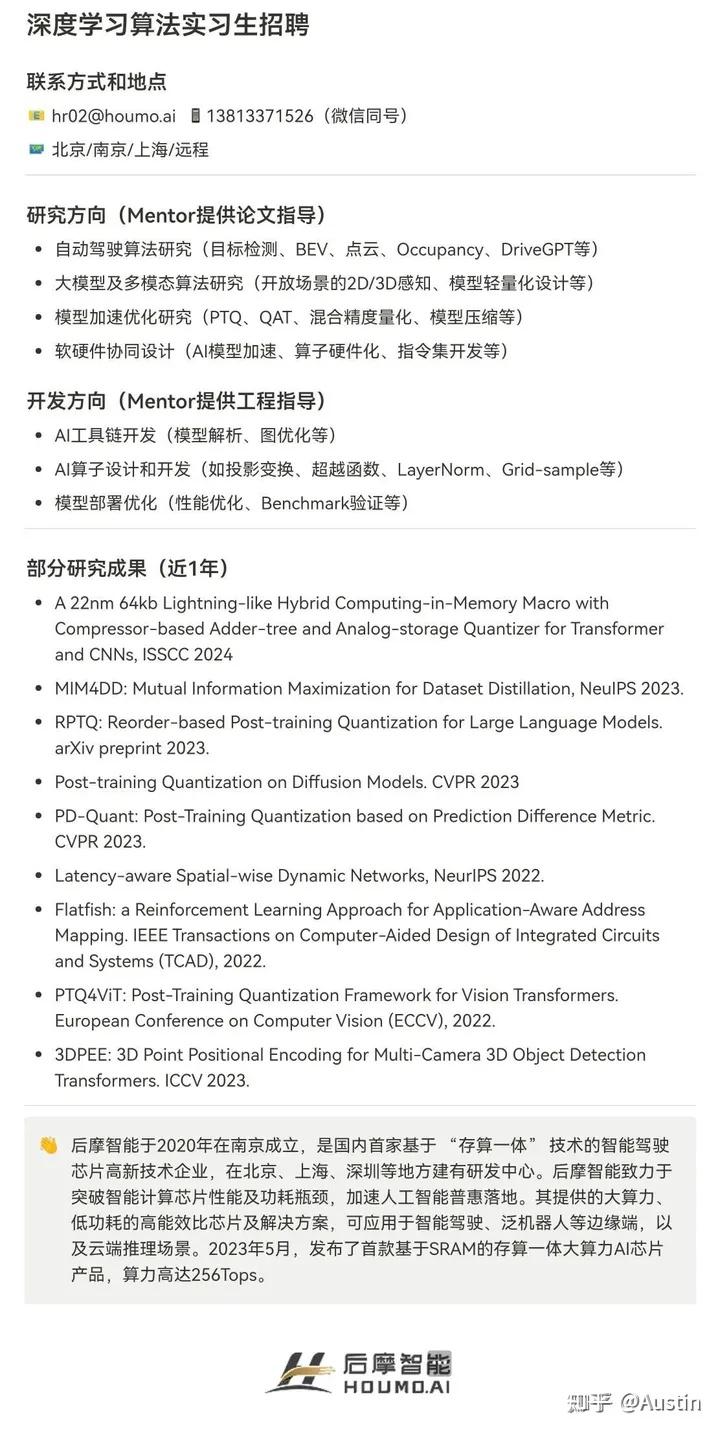 深度学习算法实习生招聘
联系方式和地点
hr02@houmo.ai 13813371526（微信同号）
北京/南京/上海/远程
研究方向（Mentor提供论文指导）
• 自动驾驶算法研究（目标检测、BEV、点云、Occupancy、DriveGPT等）
• 大模型及多模态算法研究（开放场景的2D/3D感知、模型轻量化设计等）
• 模型加速优化研究（PTQ、QAT、混合精度量化、模型压缩等）
• 软硬件协同设计（AI模型加速、算子硬件化、指令集开发等）
开发方向（Mentor提供工程指导）
• AI工具链开发（模型解析、图优化等）
• AI算子设计和开发（如投影变换、超越函数、LayerNorm、Grid-sample等）
• 模型部署优化（性能优化、Benchmark验证等）
部分研究成果（近1年）
• A 22nm 64kb Lightning-like Hybrid Computing-in-Memory Macro with
Compressor-based Adder-tree and Analog-storage Quantizer for Transformer
and CNNs, ISSCC 2024
• MIM4DD: Mutual Information Maximization for Dataset Distillation, NeuIPS 2023.
• RPTQ: Reorder-based Post-training Quantization for Large Language Models.
arXiv preprint 2023.
• Post-training Quantization on Diffusion Models. CVPR 2023
• PD-Quant: Post-Training Quantization based on Prediction Difference Metric.
CVPR 2023.
• Latency-aware Spatial-wise Dynamic Networks, NeurIPS 2022.
• Flatfish: a Reinforcement Learning Approach for Application-Aware Address
Mapping. IEEE Transactions on Computer-Aided Design of Integrated Circuits
and Systems (TCAD), 2022.
• PTQ4ViT: Post-Training Quantization Framework for Vision Transformers.
European Conference on Computer Vision (ECCV), 2022.
• 3DPEE: 3D Point Positional Encoding for Multi-Camera 3D Object Detection
Transformers. ICCV 2023.
后摩智能于2020年在南京成立，是国内首家基于 “存算一体” 技术的智能驾驶
芯片高新技术企业，在北京、上海、深圳等地方建有研发中心。后摩智能致力于
突破智能计算芯片性能及功耗瓶颈，加速人工智能普惠落地。其提供的大算力、
低功耗的高能效比芯片及解决方案，可应用于智能驾驶、泛机器人等边缘端，以
及云端推理场景。2023年5月，发布了首款基于SRAM的存算一体大算力AI芯片
产品，算力高达256Tops。
后摩智能
HOUMO.AI
知乎 @Austin